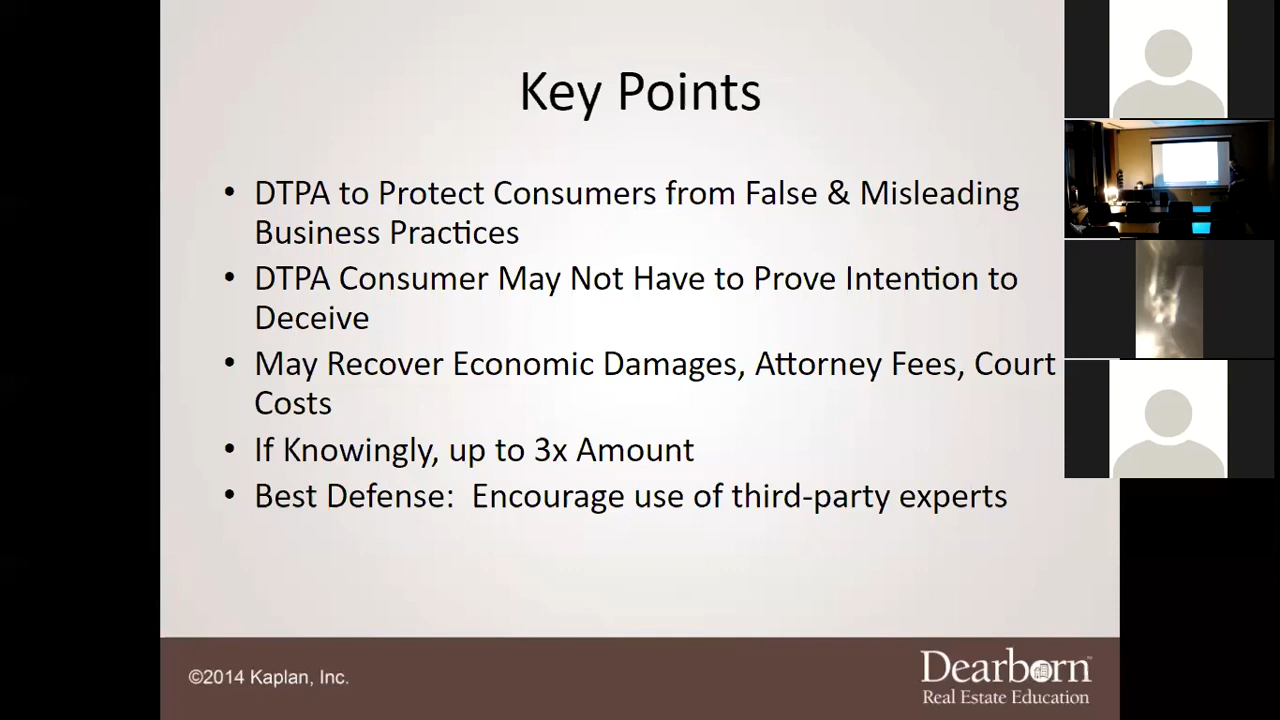 Key Points
• DTPA to Protect Consumers from False & Misleading
Business Practices
• DTPA Consumer May Not Have to Prove Intention to
Deceive
• May Recover Economic Damages, Attorney Fees, Court
Costs
• If Knowingly, up to 3x Amount
• Best Defense:  Encourage use of third-party experts
©2014 Kaplan, Inc.
Dearborn™
Real Estate Education